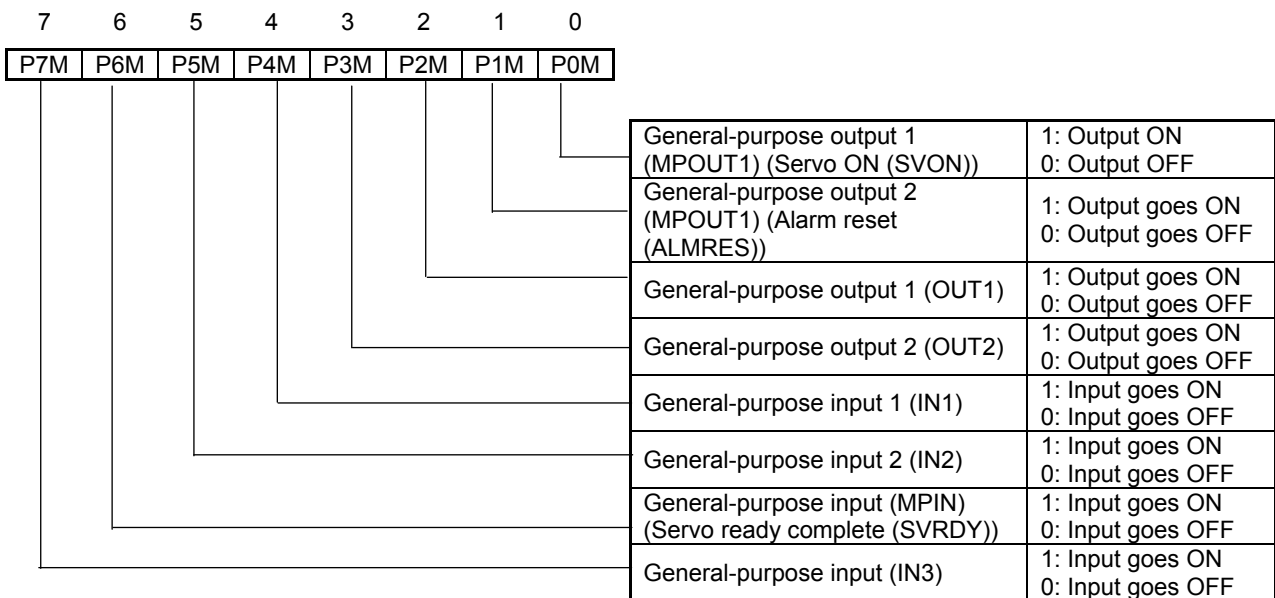 7 6 5 4 3 2 1 0
P7M P6M P5M P4M P3M P2M P1M P0M
General-purpose output 1
(MPOUT1) (Servo ON (SVON))
1: Output ON
0: Output OFF
General-purpose output 2
(MPOUT1) (Alarm reset
(ALMRES))
1: Output goes ON
0: Output goes OFF
General-purpose output 1 (OUT1)
1: Output goes ON
0: Output goes OFF
General-purpose output 2 (OUT2)
1: Output goes ON
0: Output goes OFF
General-purpose input 1 (IN1)
1: Input goes ON
0: Input goes OFF
General-purpose input 2 (IN2)
1: Input goes ON
0: Input goes OFF
General-purpose input (MPIN)
(Servo ready complete (SVRDY))
1: Input goes ON
0: Input goes OFF
General-purpose input (IN3)
1: Input goes ON
0: Input goes OFF